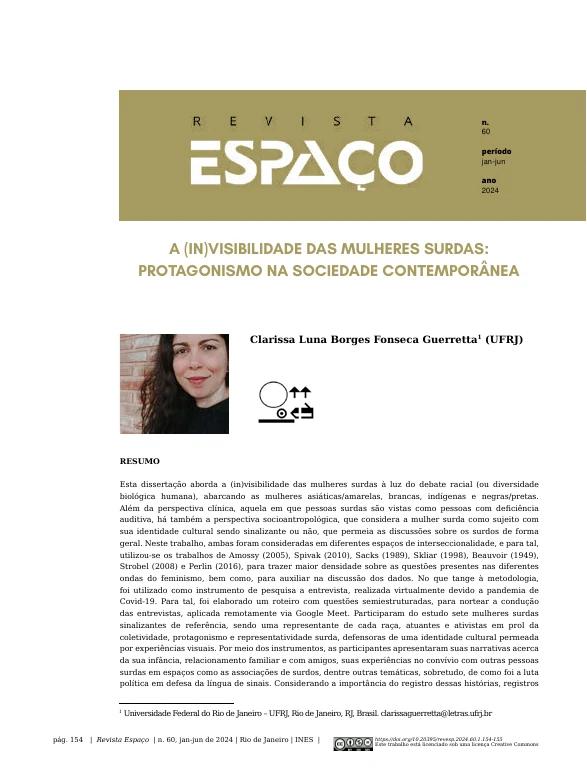 REVISTA
ESPAÇO
n.
60
período
jan-jun
ano
2024
A (IN)VISIBILIDADE DAS MULHERES SURDAS:
PROTAGONISMO NA SOCIEDADE CONTEMPORÂNEA
Clarissa Luna Borges Fonseca Guerretta¹ (UFRJ)
RESUMO
Esta dissertação aborda a (in)visibilidade das mulheres surdas à luz do debate racial (ou diversidade
biológica humana), abarcando as mulheres asiáticas/amarelas, brancas, indígenas e negras/pretas.
Além da perspectiva clínica, aquela em que pessoas surdas são vistas como pessoas com deficiência
auditiva, há também a perspectiva socioantropológica, que considera a mulher surda como sujeito com
sua identidade cultural sendo sinalizante ou não, que permeia as discussões sobre os surdos de forma
geral. Neste trabalho, ambas foram consideradas em diferentes espaços de interseccionalidade, e para tal,
utilizou-se os trabalhos de Amossy (2005), Spivak (2010), Sacks (1989), Skliar (1998), Beauvoir (1949),
Strobel (2008) e Perlin (2016), para trazer maior densidade sobre as questões presentes nas diferentes
ondas do feminismo, bem como, para auxiliar na discussão dos dados. No que tange à metodologia,
foi utilizado como instrumento de pesquisa a entrevista, realizada virtualmente devido a pandemia de
Covid-19. Para tal, foi elaborado um roteiro com questões semiestruturadas, para nortear a condução
das entrevistas, aplicada remotamente via Google Meet. Participaram do estudo sete mulheres surdas
sinalizantes de referência, sendo uma representante de cada raça, atuantes e ativistas em prol da
coletividade, protagonismo e representatividade surda, defensoras de uma identidade cultural permeada
por experiências visuais. Por meio dos instrumentos, as participantes apresentaram suas narrativas acerca
da sua infância, relacionamento familiar e com amigos, suas experiências no convívio com outras pessoas
surdas em espaços como as associações de surdos, dentre outras temáticas, sobretudo, de como foi a luta
política em defesa da língua de sinais. Considerando a importância do registro dessas histórias, registros
¹ Universidade Federal do Rio de Janeiro – UFRJ, Rio de Janeiro, RJ, Brasil. clarissaguerretta@letras.ufrj.br
pág. 154 | Revista Espaço | n. 60, jan-jun de 2024 | Rio de Janeiro | INES |
https://doi.org/10.20395/revesp.2024.60.1.154-155
Este trabalho está licenciado sob uma licença Creative Commons